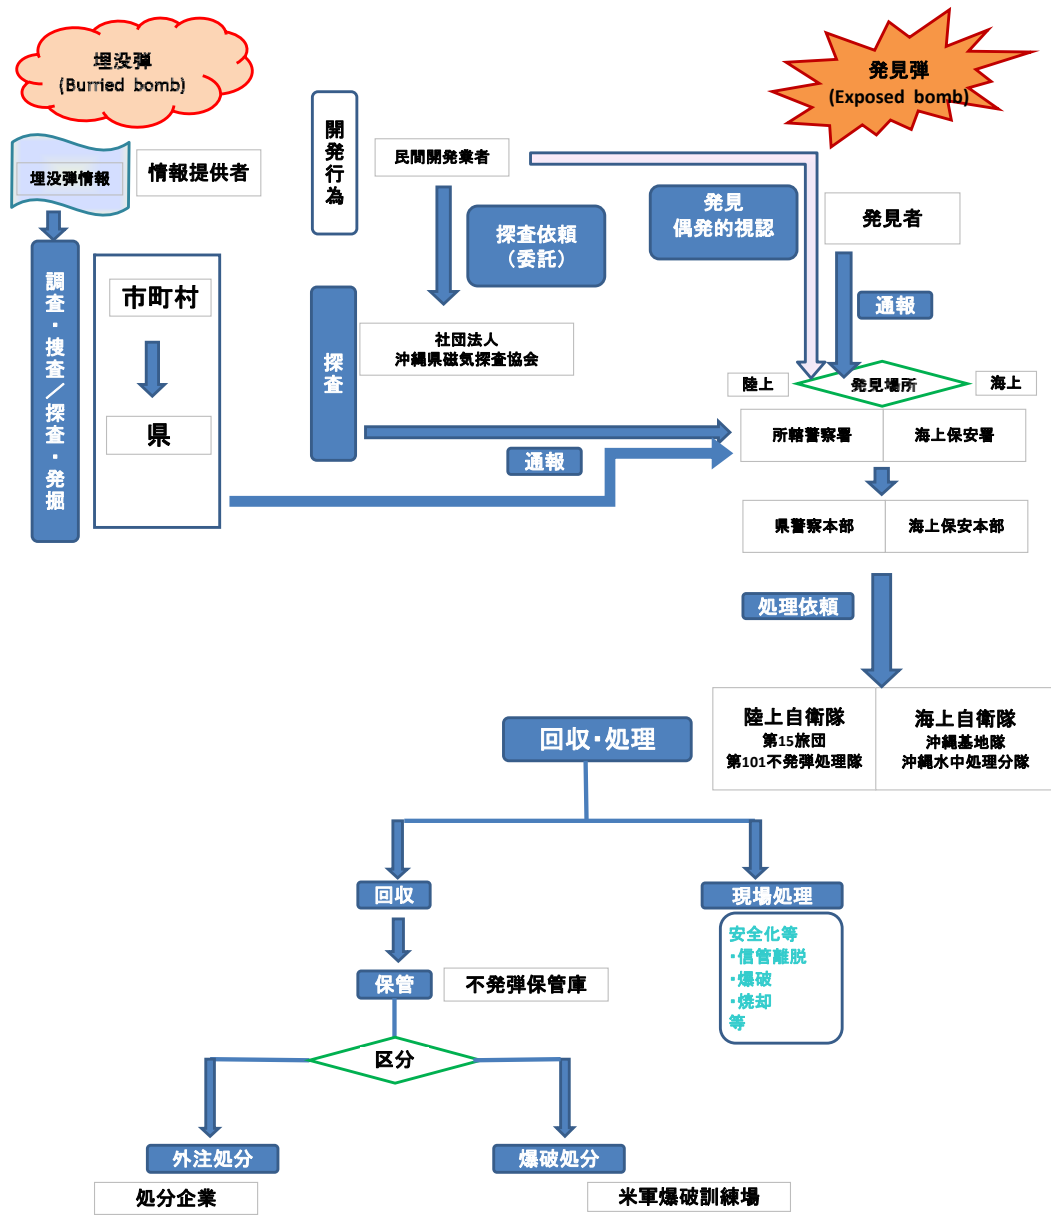 埋没弾
(Burried bomb)
発見弾
(Exposed bomb)
埋没弾情報
情報提供者
開発行為
民間開発業者
探査依頼
（委託）
発見
偶発的視認
発見者
通報
調査・捜査／探査・発掘
市町村
県
探査
社団法人
沖縄県磁気探査協会
陸上
発見場所
海上
所轄警察署
海上保安署
通報
県警察本部
海上保安本部
処理依頼
陸上自衛隊
第15旅団
第101不発弾処理隊
海上自衛隊
沖縄基地隊
沖縄水中処理分隊
回収・処理
回収
現場処理
安全化等
・信管離脱
・爆破
・焼却
等
保管
不発弾保管庫
区分
外注処分
爆破処分
処分企業
米軍爆破訓練場